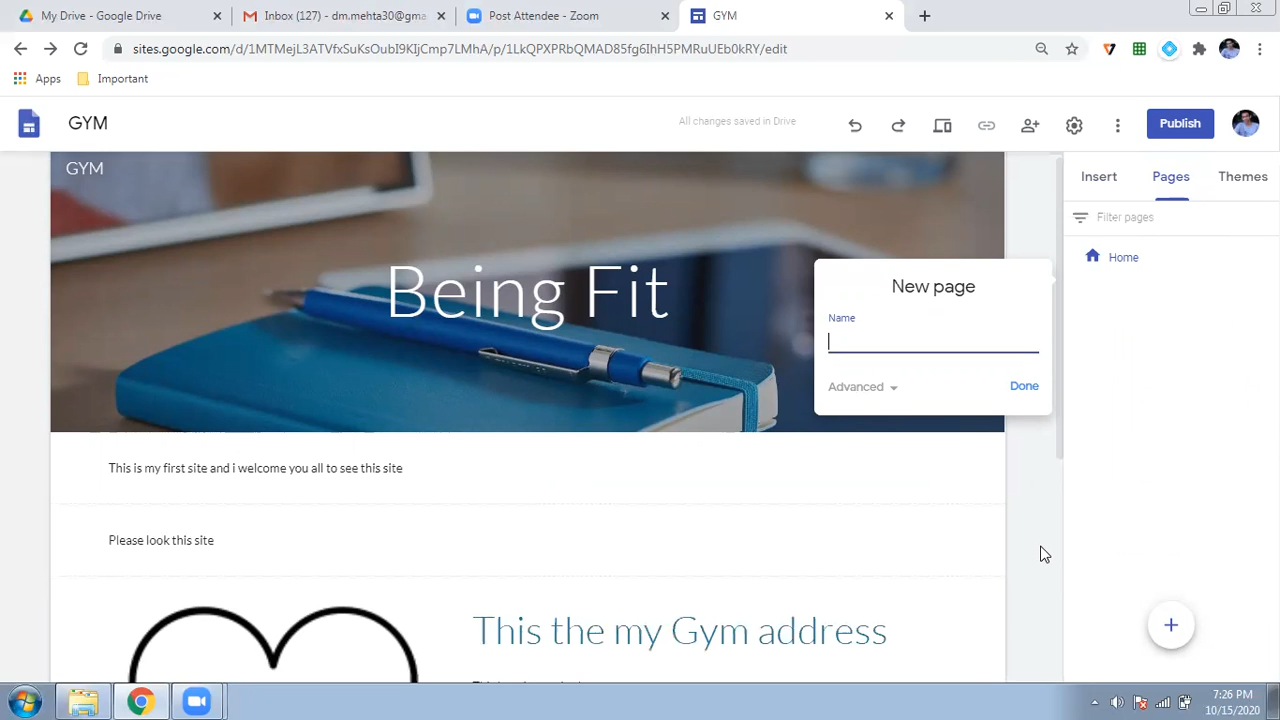 My Drive - Google Drive
Inbox (127) - dm.mehta30@gm
Post Attendee - Zoom
GYM
sites.google.com/d/1MTMejL3ATVfxSuKsOubI9KIjCmp7LMhA/p/1LkQPXPRbQMAD85fg6IhH5PMRuUEb0kRY/edit
Apps
Important
GYM
All changes saved in Drive
Publish
GYM
Insert
Pages
Themes
Filter pages
Home
Being Fit
New page
Name
Advanced
Done
This is my first site and i welcome you all to see this site
Please look this site
This the my Gym address
7:26 PM
10/15/2020